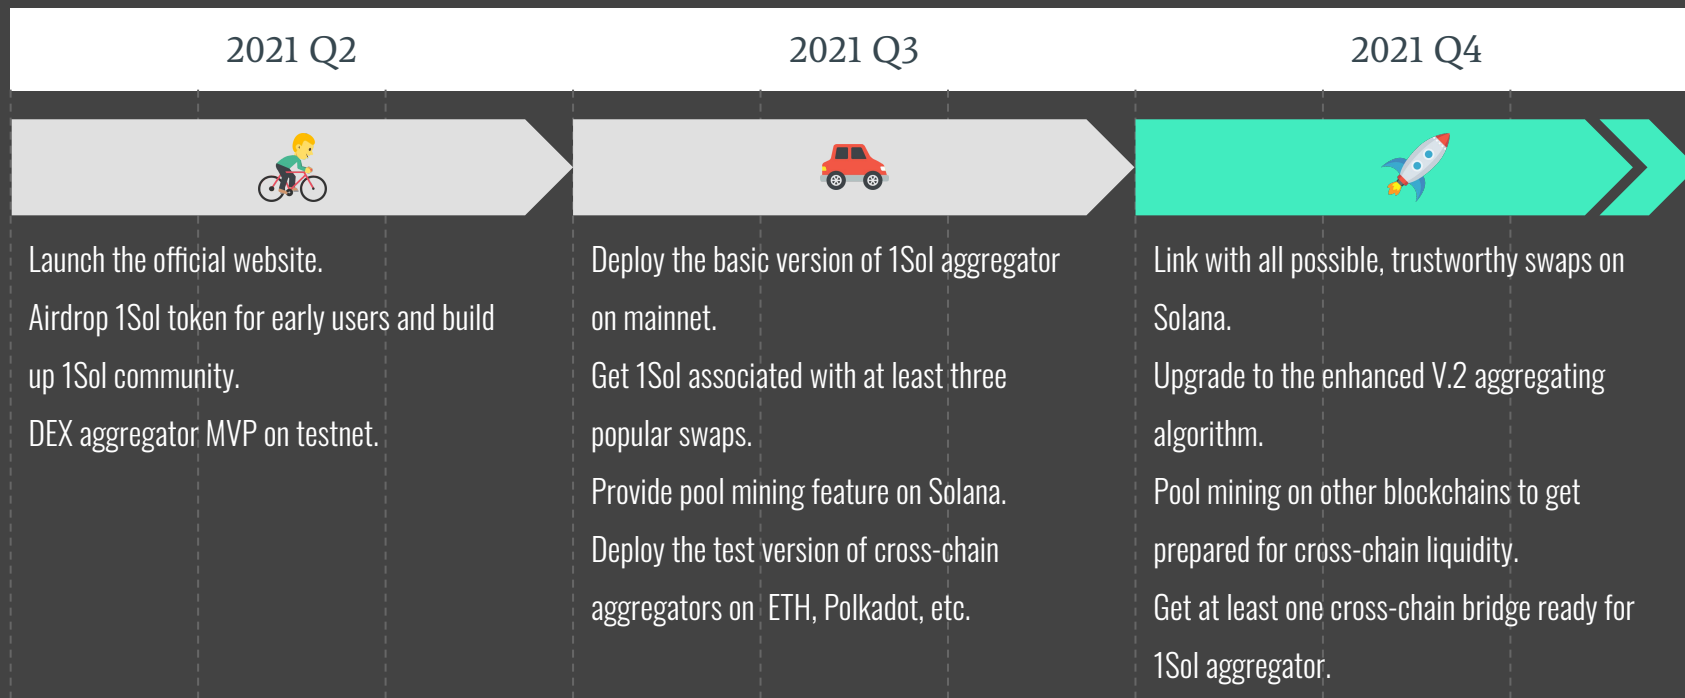 2021 Q2
2021 Q3
2021 Q4
Launch the official website.
Airdrop 1Sol token for early users and build
up 1Sol community.
DEX aggregator MVP on testnet.
Deploy the basic version of 1Sol aggregator
on mainnet.
Get 1Sol associated with at least three
popular swaps.
Provide pool mining feature on Solana.
Deploy the test version of cross-chain
aggregators on  ETH, Polkadot, etc.
Link with all possible, trustworthy swaps on
Solana.
Upgrade to the enhanced V.2 aggregating
algorithm.
Pool mining on other blockchains to get
prepared for cross-chain liquidity.
Get at least one cross-chain bridge ready for
1Sol aggregator.